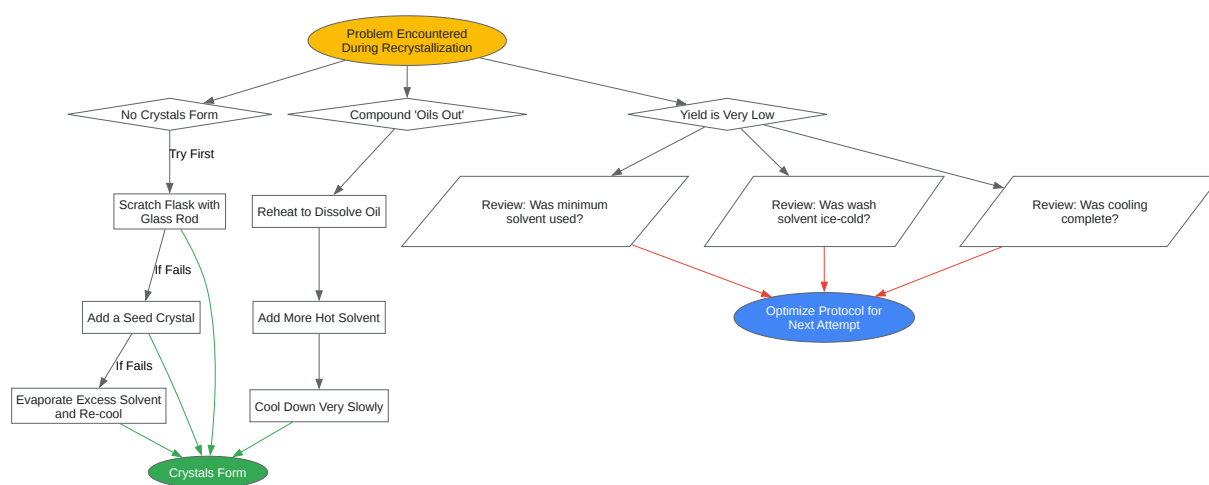 Problem Encountered
During Recrystallization
No Crystals Form
Compound 'Oils Out'
Yield is Very Low
Try First
Scratch Flask with
Glass Rod
Reheat to Dissolve Oil
Review: Was minimum
solvent used?
Review: Was wash
solvent ice-cold?
Review: Was cooling
complete?
If Fails
Add a Seed Crystal
Add More Hot Solvent
Optimize Protocol for
Next Attempt
If Fails
Evaporate Excess Solvent
and Re-cool
Cool Down Very Slowly
Crystals Form